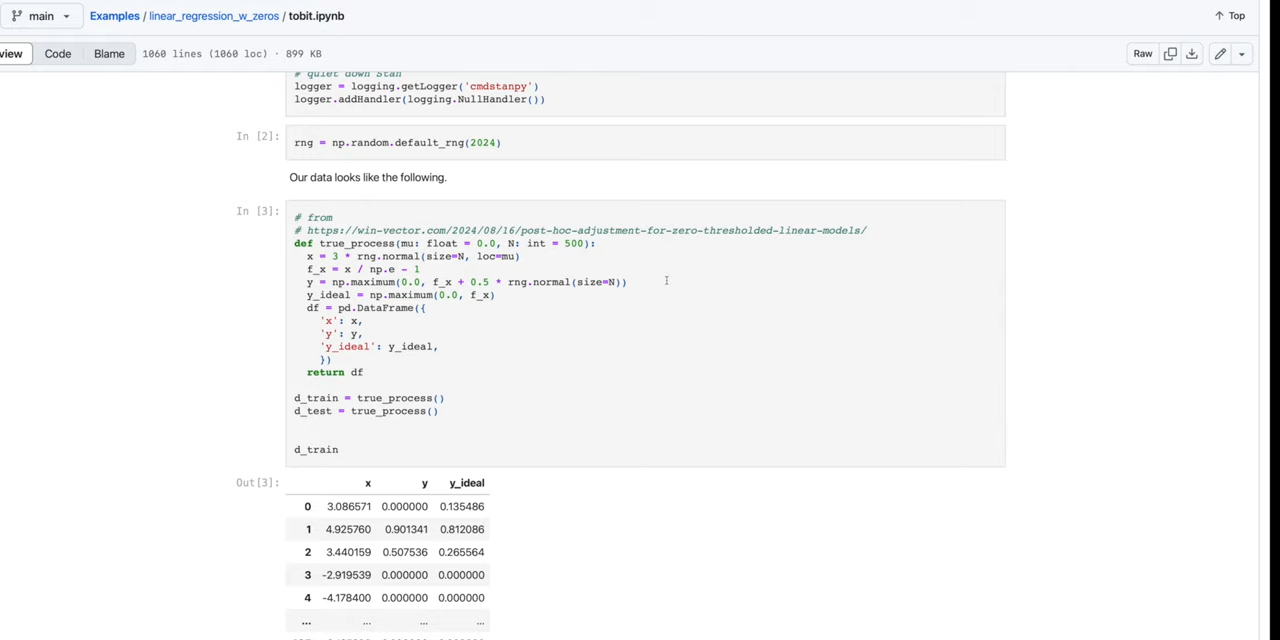 main
Examples / linear_regression_w_zeros / tobit.ipynb
Top
view Code Blame 1060 lines (1060 loc) · 899 KB Raw
# quiet down Stan
logger = logging.getLogger('cmdstanpy')
logger.addHandler(logging.NullHandler())
In [2]:
rng = np.random.default_rng(2024)
Our data looks like the following.
In [3]:
# from
# https://win-vector.com/2024/08/16/post-hoc-adjustment-for-zero-thresholded-linear-models/
def true_process(mu: float = 0.0, N: int = 500):
x = 3 * rng.normal(size=N, loc=mu)
f_x = x / np.e - 1
y = np.maximum(0.0, f_x + 0.5 * rng.normal(size=N))
y_ideal = np.maximum(0.0, f_x)
df = pd.DataFrame({
'x': x,
'y': y,
'y_ideal': y_ideal,
})
return df
d_train = true_process()
d_test = true_process()
d_train
Out[3]:
x y y_ideal
0 3.086571 0.000000 0.135486
1 4.925760 0.901341 0.812086
2 3.440159 0.507536 0.265564
3 -2.919539 0.000000 0.000000
4 -4.178400 0.000000 0.000000
... ... ... ...